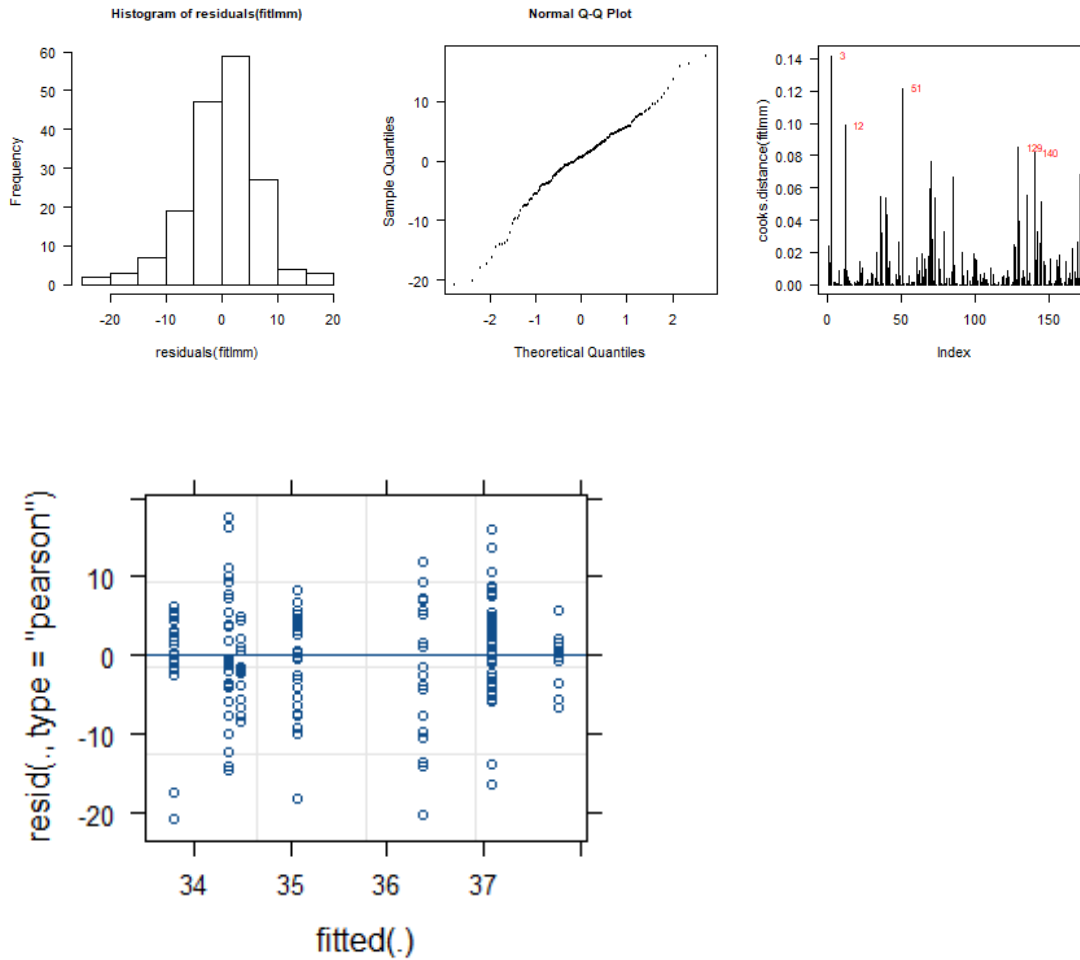 Histogram of residuals(fitlmm)
Frequency
60
50
40
30
20
10
0
-20 -10 0 10 20
residuals(fitlmm)
Normal Q-Q Plot
Sample Quantiles
10
0
-10
-20
-2 -1 0 1 2
Theoretical Quantiles
cooks.distance(fitlmm)
0.14
0.12
0.10
0.08
0.06
0.04
0.02
0.00
3
51
12
129
140
0 50 100 150
Index
resid(., type = "pearson")
10
0
-10
-20
34 35 36 37
fitted(.)